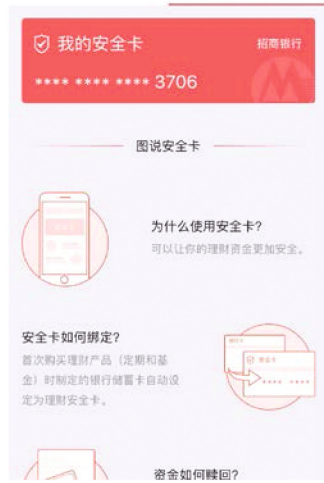 我的安全卡
招商银行
**** **** **** 3706
图说安全卡
为什么使用安全卡?
可以让你的理财资金更加安全。
安全卡如何绑定?
首次购买理财产品（定期和基
金）时制定的银行储蓄卡自动设
定为理财安全卡。
安全卡
**** ****
资金如何赎回?